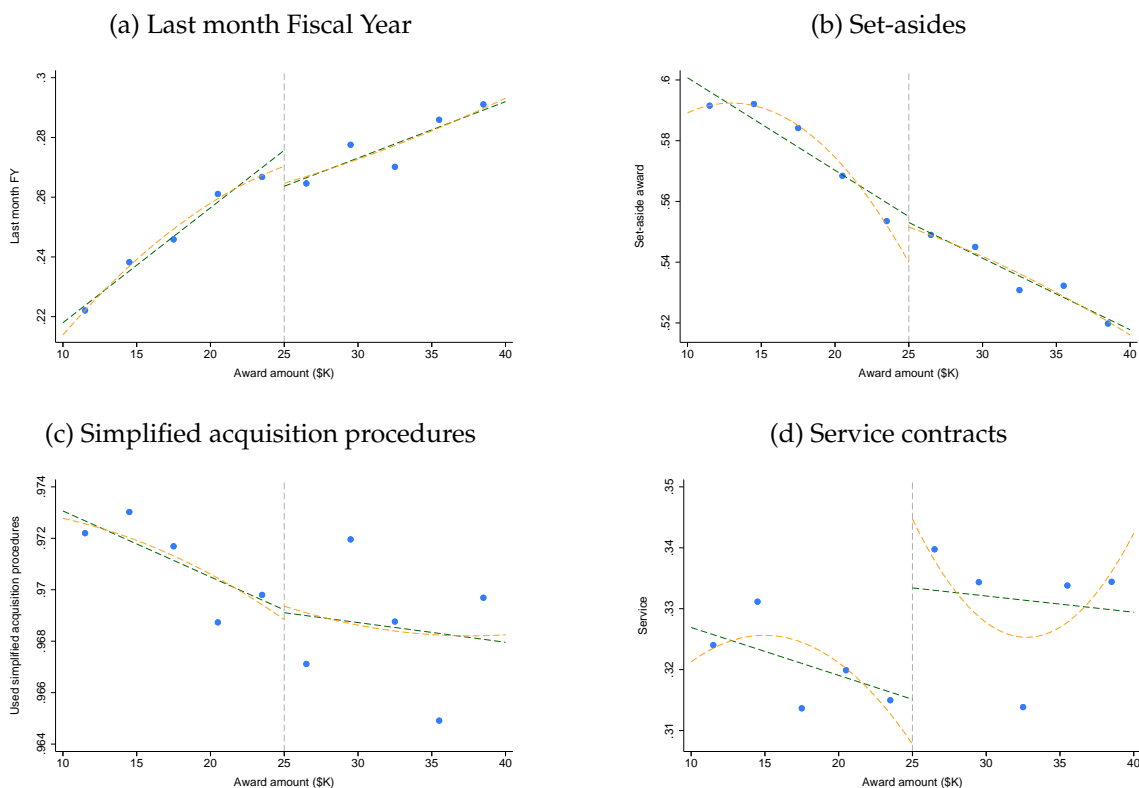 (a) Last month Fiscal Year
Last month FY
.3
.28
.26
.24
.22
10 15 20 25 30 35 40
Award amount ($K)
(b) Set-asides
Set-aside award
.6
.58
.56
.54
.52
10 15 20 25 30 35 40
Award amount ($K)
(c) Simplified acquisition procedures
Used simplified acquisition procedures
.974
.972
.97
.968
.966
.964
10 15 20 25 30 35 40
Award amount ($K)
(d) Service contracts
Service
.35
.34
.33
.32
.31
10 15 20 25 30 35 40
Award amount ($K)